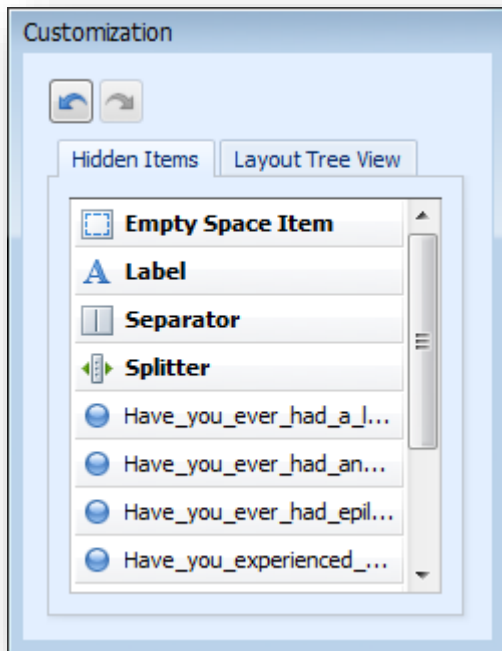 Customization
Hidden Items
Layout Tree View
Empty Space Item
A Label
Separator
Splitter
Have_you_ever_had_a_l...
Have_you_ever_had_an...
Have_you_ever_had_epil...
Have_you_experienced_...